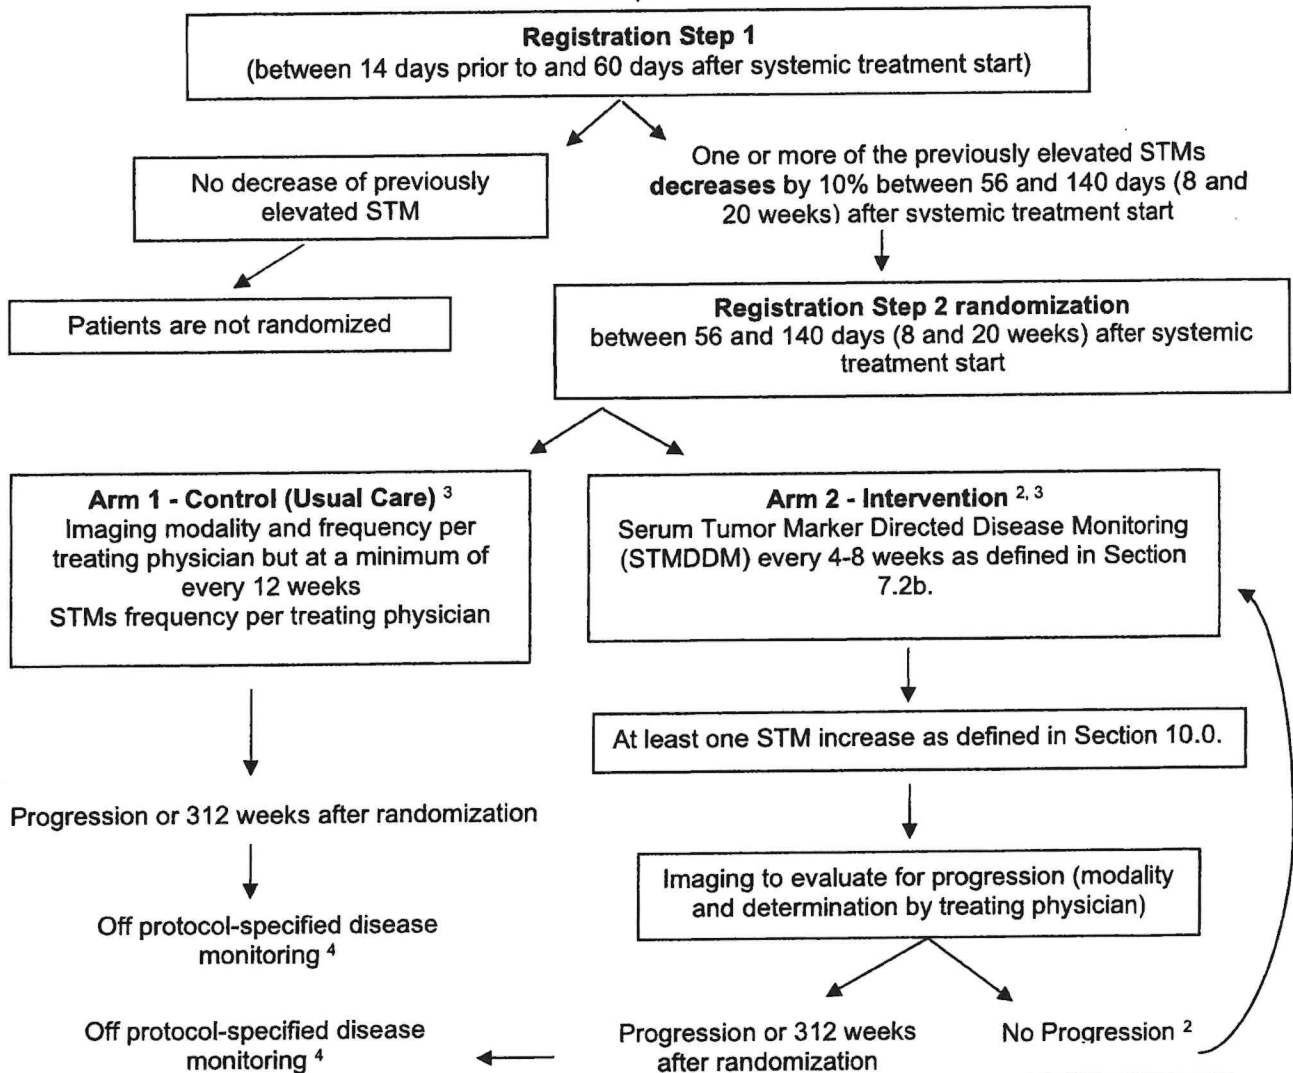 Registration Step 1
(between 14 days prior to and 60 days after systemic treatment start)
No decrease of previously
elevated STM
One or more of the previously elevated STMs
decreases by 10% between 56 and 140 days (8 and
20 weeks) after systemic treatment start
Patients are not randomized
Registration Step 2 randomization
between 56 and 140 days (8 and 20 weeks) after systemic
treatment start
Arm 1 - Control (Usual Care) 3
Imaging modality and frequency per
treating physician but at a minimum of
every 12 weeks
STMs frequency per treating physician
Arm 2 - Intervention 2, 3
Serum Tumor Marker Directed Disease Monitoring
(STMDDM) every 4-8 weeks as defined in Section
7.2b.
At least one STM increase as defined in Section 10.0.
Progression or 312 weeks after randomization
Imaging to evaluate for progression (modality
and determination by treating physician)
Off protocol-specified disease
monitoring 4
Off protocol-specified disease
monitoring 4
Progression or 312 weeks
after randomization
No Progression 2